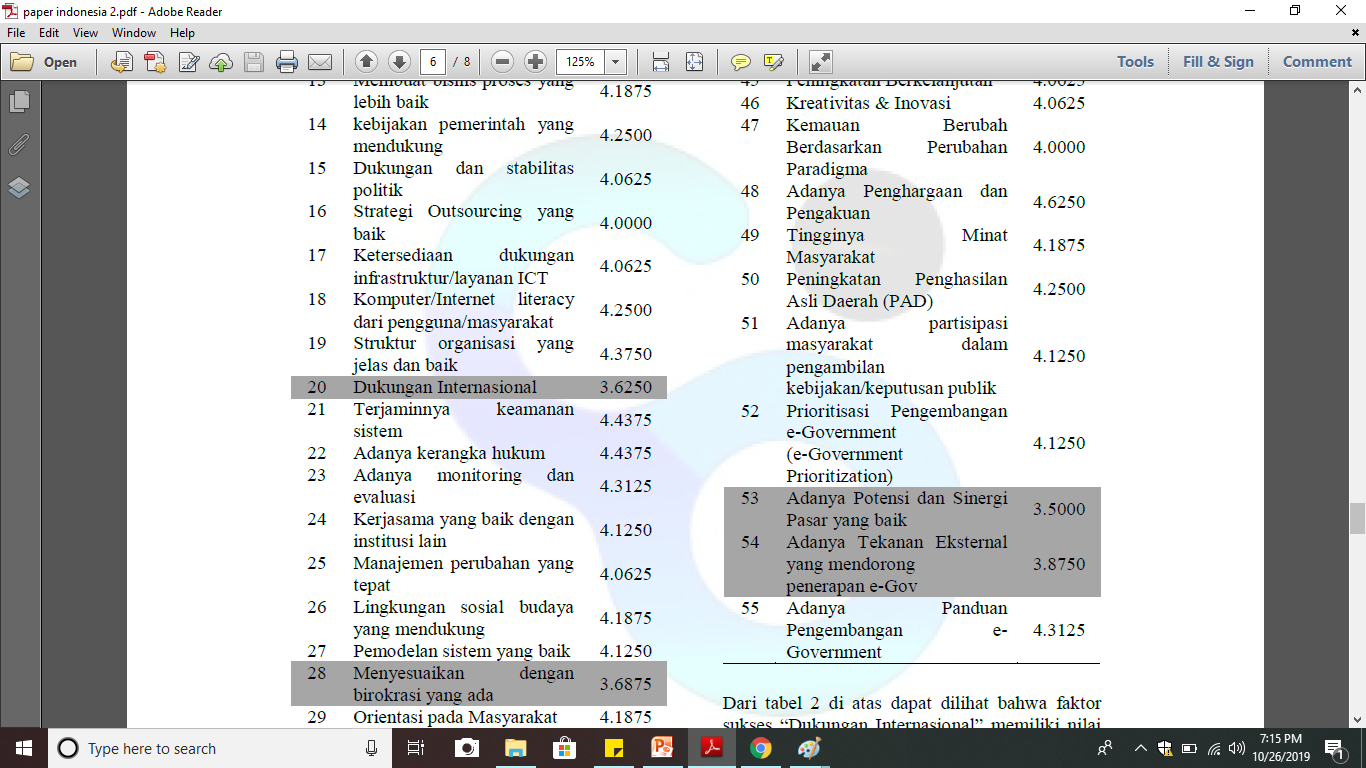 paper indonesia 2.pdf - Adobe Reader
File Edit View Window Help
Open 6 / 8 125% Tools Fill & Sign Comment
13 Membuat bisnis proses yang
lebih baik 4.1875
14 kebijakan pemerintah yang
mendukung 4.2500
15 Dukungan dan stabilitas
politik 4.0625
16 Strategi Outsourcing yang
baik 4.0000
17 Ketersediaan dukungan
infrastruktur/layanan ICT 4.0625
18 Komputer/Internet literacy
dari pengguna/masyarakat 4.2500
19 Struktur organisasi yang
jelas dan baik 4.3750
20 Dukungan Internasional 3.6250
21 Terjaminnya keamanan
sistem 4.4375
22 Adanya kerangka hukum 4.4375
23 Adanya monitoring dan
evaluasi 4.3125
24 Kerjasama yang baik dengan
institusi lain 4.1250
25 Manajemen perubahan yang
tepat 4.0625
26 Lingkungan sosial budaya
yang mendukung 4.1875
27 Pemodelan sistem yang baik 4.1250
28 Menyesuaikan dengan
birokrasi yang ada 3.6875
29 Orientasi pada Masyarakat 4.1875
45 Peningkatan Berkelanjutan 4.0625
46 Kreativitas & Inovasi 4.0625
47 Kemauan Berubah
Berdasarkan Perubahan 4.0000
Paradigma
48 Adanya Penghargaan dan
Pengakuan 4.6250
49 Tingginya Minat
Masyarakat 4.1875
50 Peningkatan Penghasilan
Asli Daerah (PAD) 4.2500
51 Adanya partisipasi
masyarakat dalam
pengambilan 4.1250
kebijakan/keputusan publik
52 Prioritisasi Pengembangan
e-Government
(e-Government 4.1250
Prioritization)
53 Adanya Potensi dan Sinergi
Pasar yang baik 3.5000
54 Adanya Tekanan Eksternal
yang mendorong 3.8750
penerapan e-Gov
55 Adanya Panduan
Pengembangan e- 4.3125
Government
Dari tabel 2 di atas dapat dilihat bahwa faktor
sukses “Dukungan Internasional” memiliki nilai
Type here to search
7:15 PM
10/26/2019
1